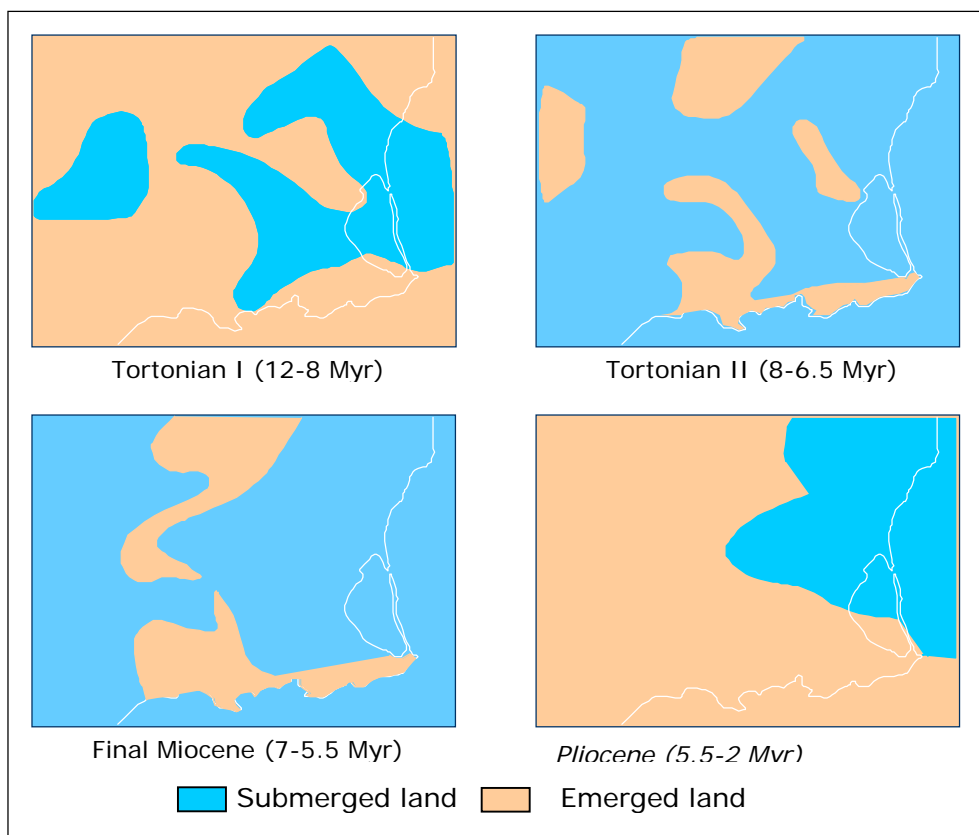 Tortonian I (12-8 Myr)
Tortonian II (8-6.5 Myr)
Final Miocene (7-5.5 Myr)
Pliocene (5.5-2 Myr)
Submerged land
Emerged land